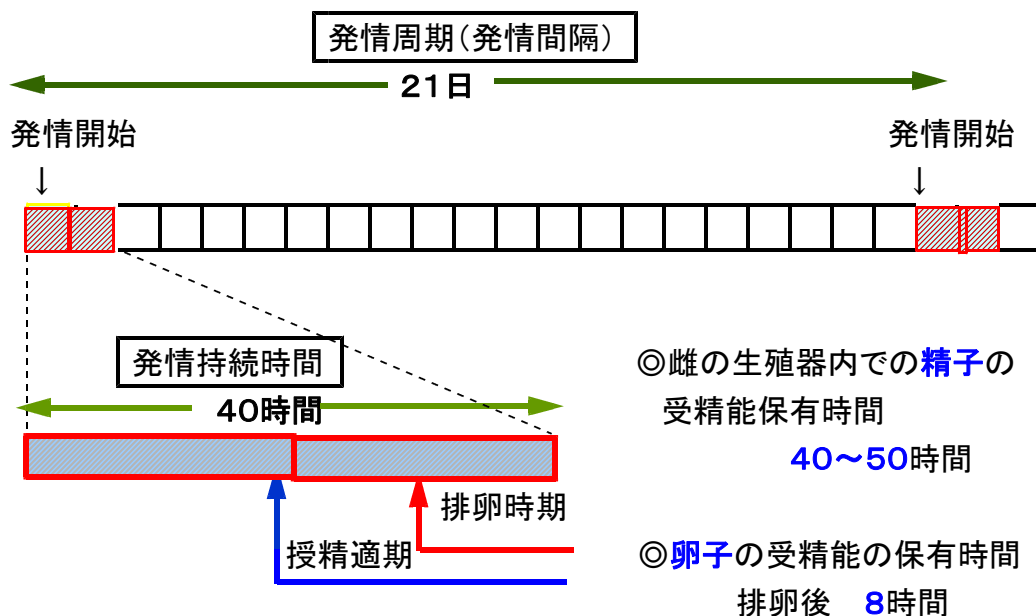 発情周期(発情間隔)
21日
発情開始
発情開始
↓
↓
発情持続時間
40時間
排卵時期
授精適期
◎雌の生殖器内での精子の
受精能保有時間
40～50時間
◎卵子の受精能の保有時間
排卵後 8時間